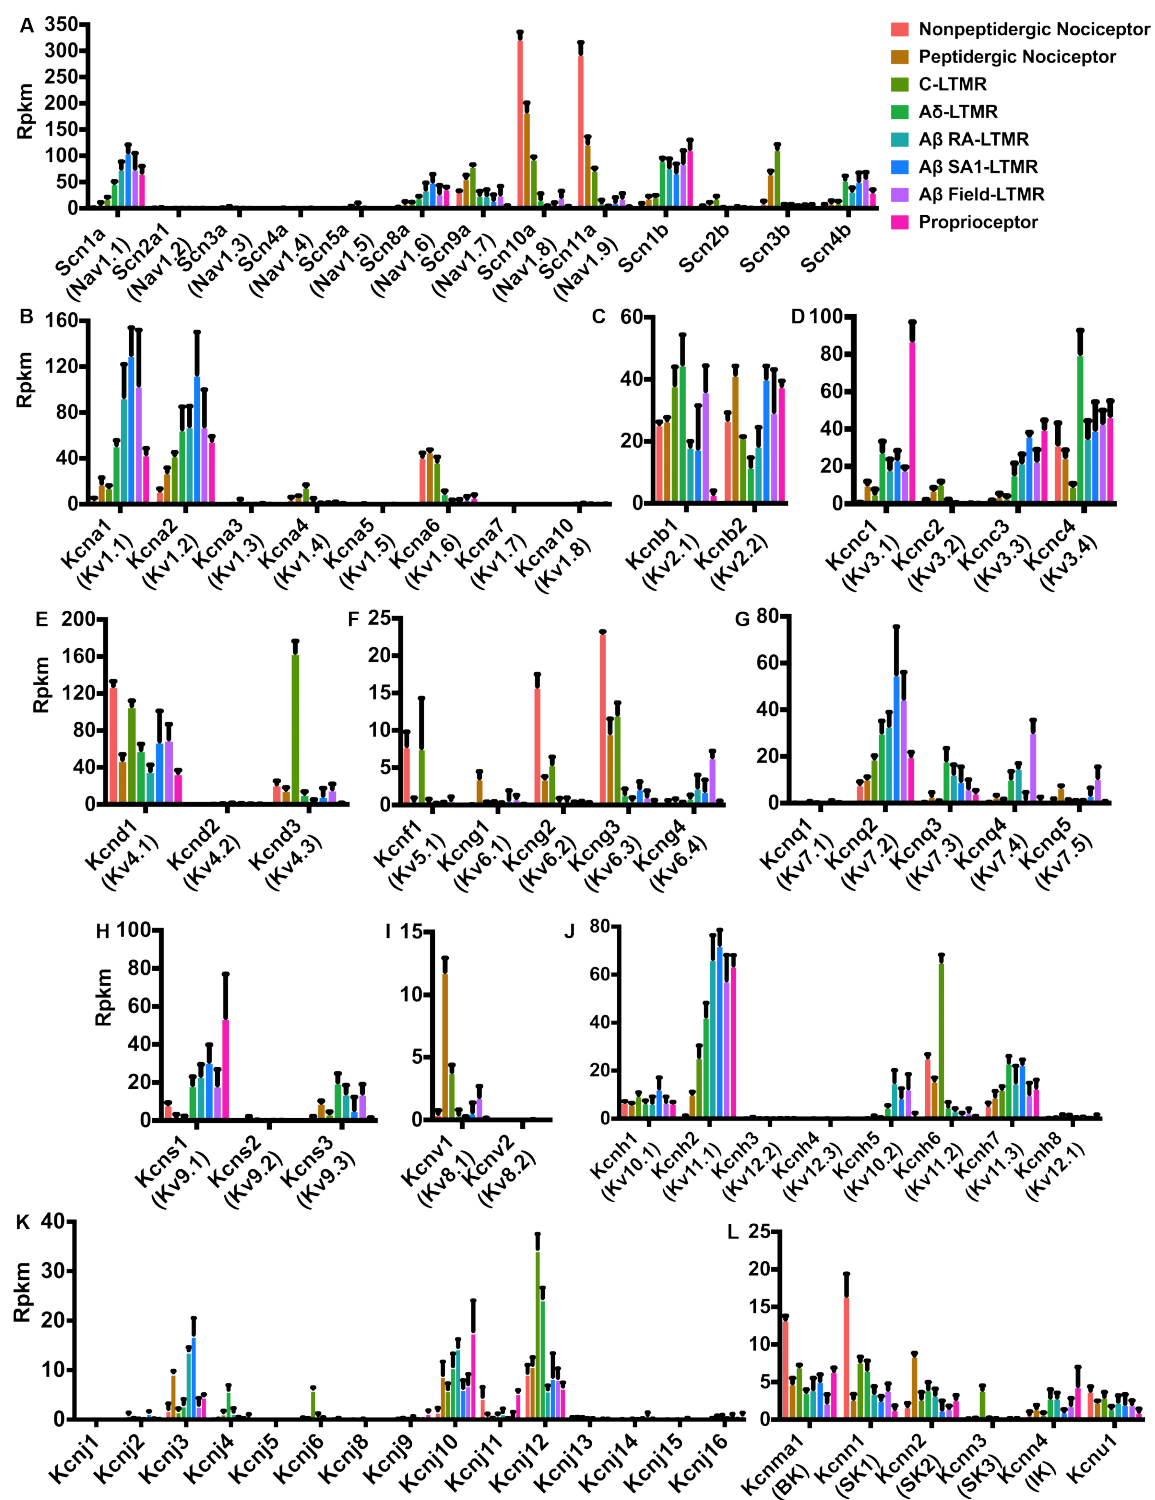 A
Rpkm
350
300
250
200
150
100
50
0
Scn1a
(Nav1.1)
Scn2a1
(Nav1.2)
Scn3a
(Nav1.3)
Scn4a
(Nav1.4)
Scn5a
(Nav1.5)
Scn8a
(Nav1.6)
Scn9a
(Nav1.7)
Scn10a
(Nav1.8)
Scn11a
(Nav1.9)
Scn1b
Scn2b
Scn3b
Scn4b
Nonpeptidergic Nociceptor
Peptidergic Nociceptor
C-LTMR
Aδ-LTMR
Aβ RA-LTMR
Aβ SA1-LTMR
Aβ Field-LTMR
Proprioceptor
B
Rpkm
160
120
80
40
0
Kcna1
(Kv1.1)
Kcna2
(Kv1.2)
Kcna3
(Kv1.3)
Kcna4
(Kv1.4)
Kcna5
(Kv1.5)
Kcna6
(Kv1.6)
Kcna7
(Kv1.7)
Kcna10
(Kv1.8)
C
60
40
20
0
Kcnb1
(Kv2.1)
Kcnb2
(Kv2.2)
D
100
80
60
40
20
0
Kcnc1
(Kv3.1)
Kcnc2
(Kv3.2)
Kcnc3
(Kv3.3)
Kcnc4
(Kv3.4)
E
Rpkm
200
160
120
80
40
0
Kcnd1
(Kv4.1)
Kcnd2
(Kv4.2)
Kcnd3
(Kv4.3)
F
25
20
15
10
5
0
Kcnf1
(Kv5.1)
Kcng1
(Kv6.1)
Kcng2
(Kv6.2)
Kcng3
(Kv6.3)
Kcng4
(Kv6.4)
G
80
60
40
20
0
Kcnq1
(Kv7.1)
Kcnq2
(Kv7.2)
Kcnq3
(Kv7.3)
Kcnq4
(Kv7.4)
Kcnq5
(Kv7.5)
H
Rpkm
100
80
60
40
20
0
Kcns1
(Kv9.1)
Kcns2
(Kv9.2)
Kcns3
(Kv9.3)
I
15
10
5
0
Kcnv1
(Kv8.1)
Kcnv2
(Kv8.2)
J
80
60
40
20
0
Kcnh1
(Kv10.1)
Kcnh2
(Kv11.1)
Kcnh3
(Kv12.2)
Kcnh4
(Kv12.3)
Kcnh5
(Kv10.2)
Kcnh6
(Kv11.2)
Kcnh7
(Kv11.3)
Kcnh8
(Kv12.1)
K
Rpkm
40
30
20
10
0
Kcnj1
Kcnj2
Kcnj3
Kcnj4
Kcnj5
Kcnj6
Kcnj8
Kcnj9
Kcnj10
Kcnj11
Kcnj12
Kcnj13
Kcnj14
Kcnj15
Kcnj16
L
25
20
15
10
5
0
Kcnma1
(BK)
Kcnn1
(SK1)
Kcnn2
(SK2)
Kcnn3
(SK3)
Kcnn4
(IK)
Kcnu1